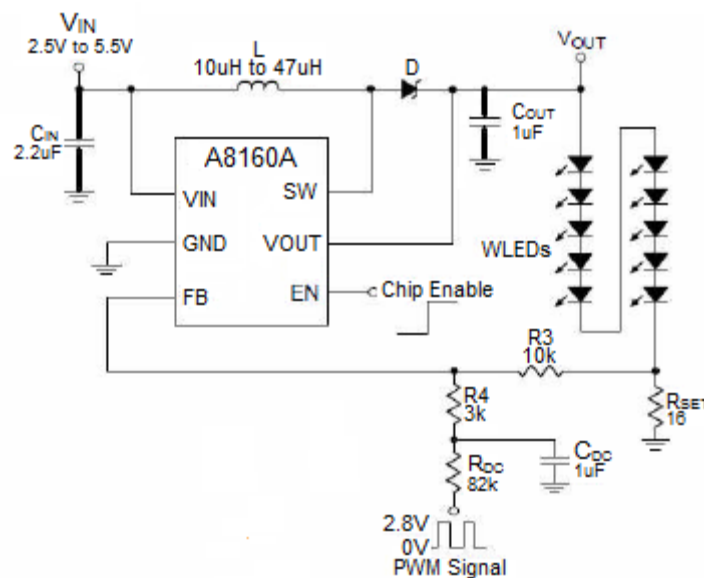 VIN
2.5V to 5.5V
L
10uH to 47uH
D
VOUT
CIN
2.2uF
COUT
1uF
A8160A
VIN
SW
GND
VOUT
FB
EN
Chip Enable
WLEDs
R3
10k
R4
3k
RSET
16
RDC
82k
CDC
1uF
2.8V
0V
PWM Signal